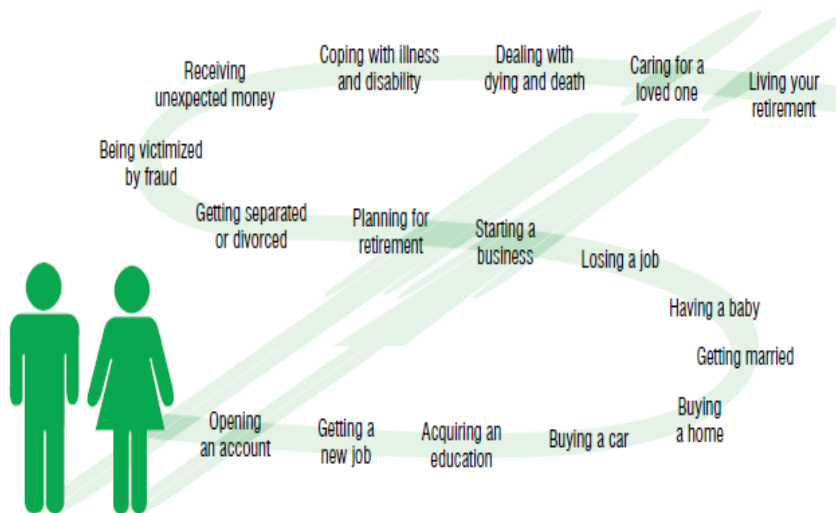 Receiving
unexpected money
Coping with illness
and disability
Dealing with
dying and death
Caring for a
loved one
Living your
retirement
Being victimized
by fraud
Getting separated
or divorced
Planning for
retirement
Starting a
business
Losing a job
Having a baby
Getting married
Buying
a home
Opening
an account
Getting a
new job
Acquiring an
education
Buying a car